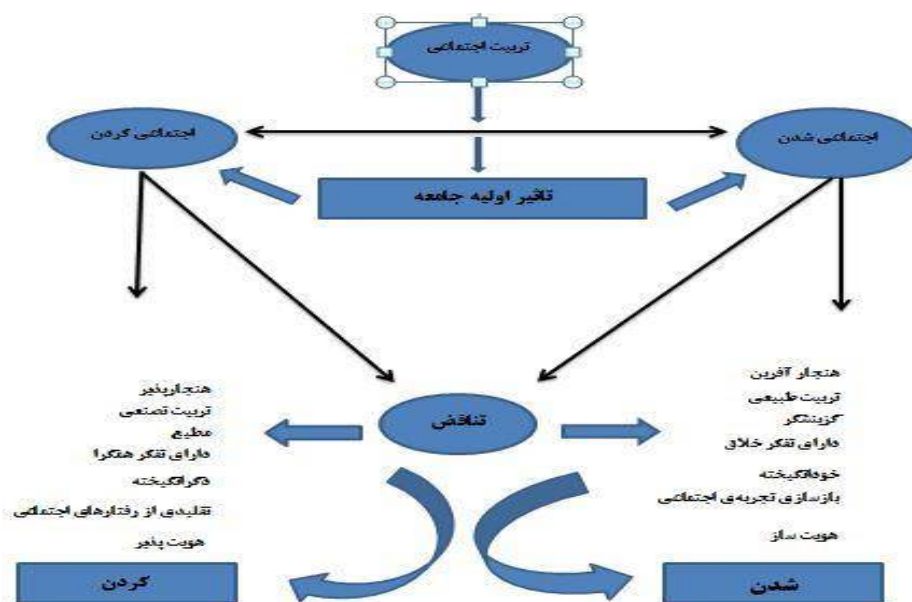 تربیت اجتماعی
اجتماعی شدن
اجتماعی کردن
تاثیر اولیه جامعه
هنجار آفرین
تربیت طبیعی
گزینشگر
دارای تفکر خلاق
خودانگیخته
بازسازی تجربه‌ی اجتماعی
هویت ساز
تناقض
هنجارپذیر
تربیت تصنعی
مطیع
دارای تفکر همگرا
دگرانگیخته
تقلیدی از رفتارهای اجتماعی
هویت پذیر
شدن
کردن